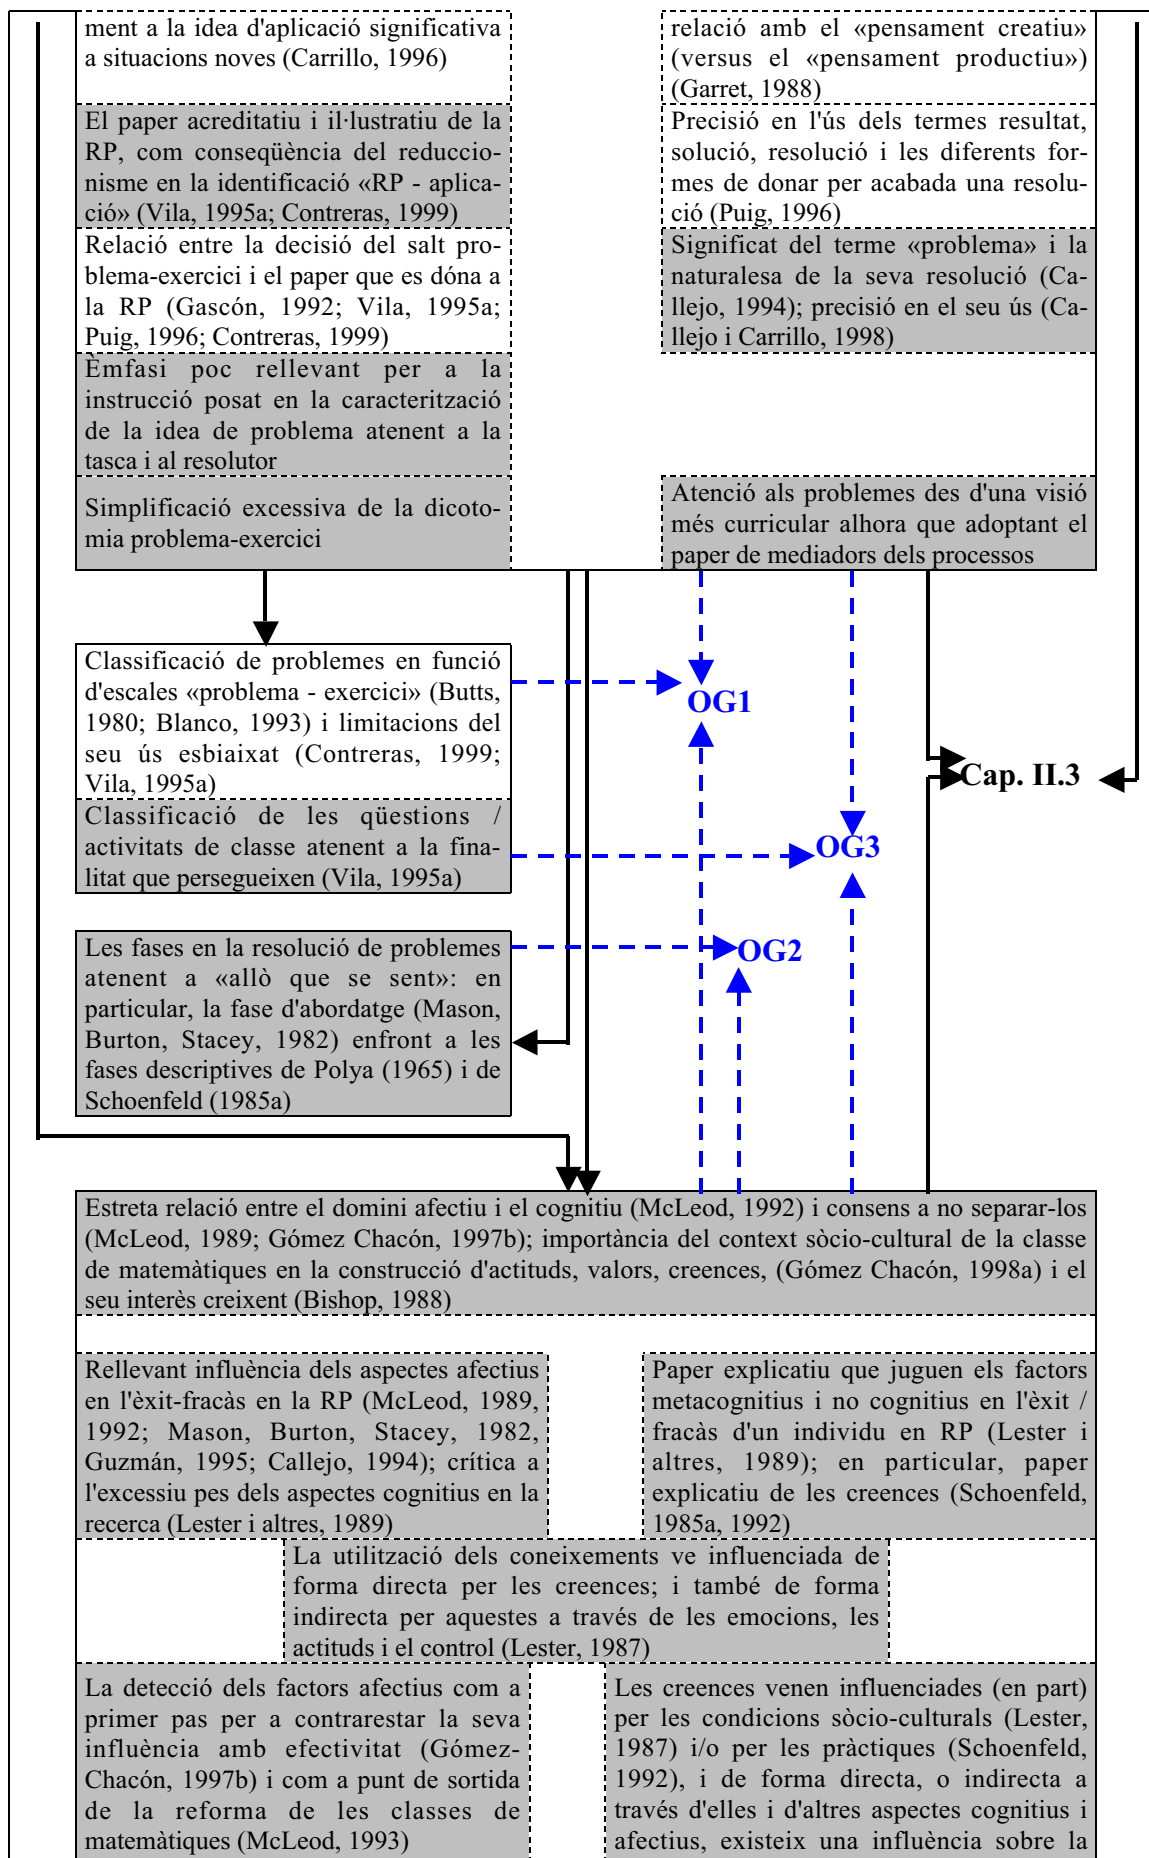 ment a la idea d'aplicació significativa
a situacions noves (Carrillo, 1996)
El paper acreditatiu i il·lustratiu de la
RP, com conseqüència del reduccio-
nisme en la identificació «RP - aplica-
ció» (Vila, 1995a; Contreras, 1999)
Relació entre la decisió del salt pro-
blema-exercici i el paper que es dóna a
la RP (Gascón, 1992; Vila, 1995a;
Puig, 1996; Contreras, 1999)
Èmfasi poc rellevant per a la
instrucció posat en la caracterització
de la idea de problema atenent a la
tasca i al resolutor
Simplificació excessiva de la dicoto-
mia problema-exercici
relació amb el «pensament creatiu»
(versus el «pensament productiu»)
(Garret, 1988)
Precisió en l'ús dels termes resultat,
solució, resolució i les diferents for-
mes de donar per acabada una resolu-
ció (Puig, 1996)
Significat del terme «problema» i la
naturalesa de la seva resolució (Ca-
llejo, 1994); precisió en el seu ús (Ca-
llejo i Carrillo, 1998)
Atenció als problemes des d'una visió
més curricular alhora que adoptant el
paper de mediadors dels processos
Classificació de problemes en funció
d'escales «problema - exercici» (Butts,
1980; Blanco, 1993) i limitacions del
seu ús esbiaixat (Contreras, 1999;
Vila, 1995a)
Classificació de les qüestions /
activitats de classe atenent a la fina-
litat que persegueixen (Vila, 1995a)
OG1
Cap. II.3
OG3
Les fases en la resolució de problemes
atenent a «allò que se sent»: en
particular, la fase d'abordatge (Mason,
Burton, Stacey, 1982) enfront a les
fases descriptives de Polya (1965) i de
Schoenfeld (1985a)
OG2
Estreta relació entre el domini afectiu i el cognitiu (McLeod, 1992) i consens a no separar-los
(McLeod, 1989; Gómez Chacón, 1997b); importància del context sòcio-cultural de la classe
de matemàtiques en la construcció d'actituds, valors, creences, (Gómez Chacón, 1998a) i el
seu interès creixent (Bishop, 1988)
Rellevant influència dels aspectes afectius
en l'èxit-fracàs en la RP (McLeod, 1989,
1992; Mason, Burton, Stacey, 1982,
Guzmán, 1995; Callejo, 1994); crítica a
l'excessiu pes dels aspectes cognitius en la
recerca (Lester i altres, 1989)
Paper explicatiu que juguen els factors
metacognitius i no cognitius en l'èxit /
fracàs d'un individu en RP (Lester i
altres, 1989); en particular, paper
explicatiu de les creences (Schoenfeld,
1985a, 1992)
La utilització dels coneixements ve influenciada de
forma directa per les creences; i també de forma
indirecta per aquestes a través de les emocions, les
actituds i el control (Lester, 1987)
La detecció dels factors afectius com a
primer pas per a contrarestar la seva
influència amb efectivitat (Gómez-
Chacón, 1997b) i com a punt de sortida
de la reforma de les classes de
matemàtiques (McLeod, 1993)
Les creences venen influenciades (en part)
per les condicions sòcio-culturals (Lester,
1987) i/o per les pràctiques (Schoenfeld,
1992), i de forma directa, o indirecta a
través d'elles i d'altres aspectes cognitius i
afectius, existeix una influència sobre la